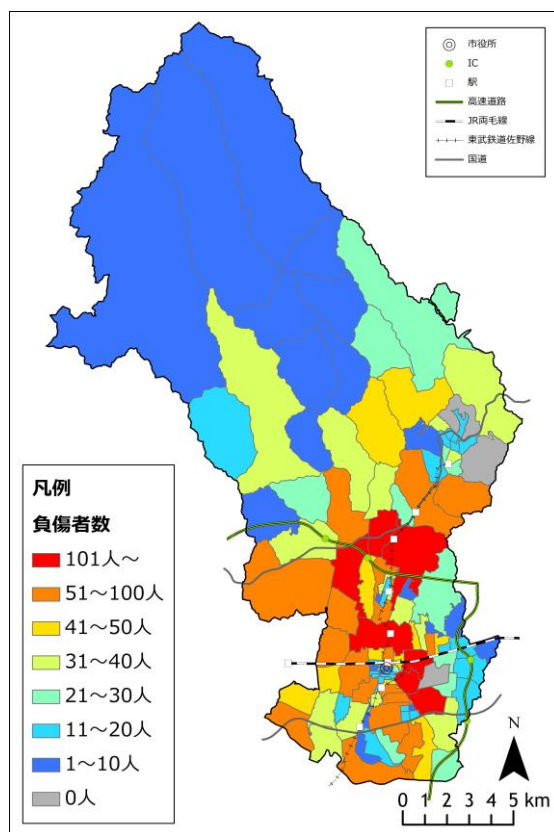 市役所
IC
駅
高速道路
JR両毛線
東武鉄道佐野線
国道
凡例
負傷者数
101人～
51～100人
41～50人
31～40人
21～30人
11～20人
1～10人
0人
N
0 1 2 3 4 5 km